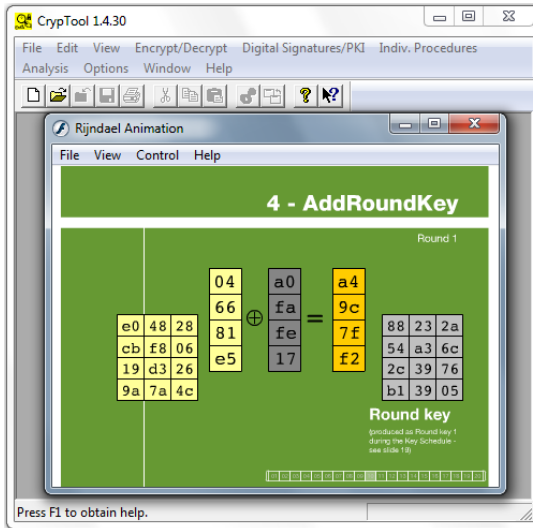 CrypTool 1.4.30
File Edit View Encrypt/Decrypt Digital Signatures/PKI Indiv. Procedures
Analysis Options Window Help
Rijndael Animation
File View Control Help
4 - AddRoundKey
Round 1
04 a0 a4
66 fa 9c
81 ⊕ fe = 7f
e5 17 f2
e0 48 28
cb f8 06
19 d3 26
9a 7a 4c
88 23 2a
54 a3 6c
2c 39 76
b1 39 05
Round key
(produced as Round key 1
during the Key Schedule -
see slide 19)
Press F1 to obtain help.